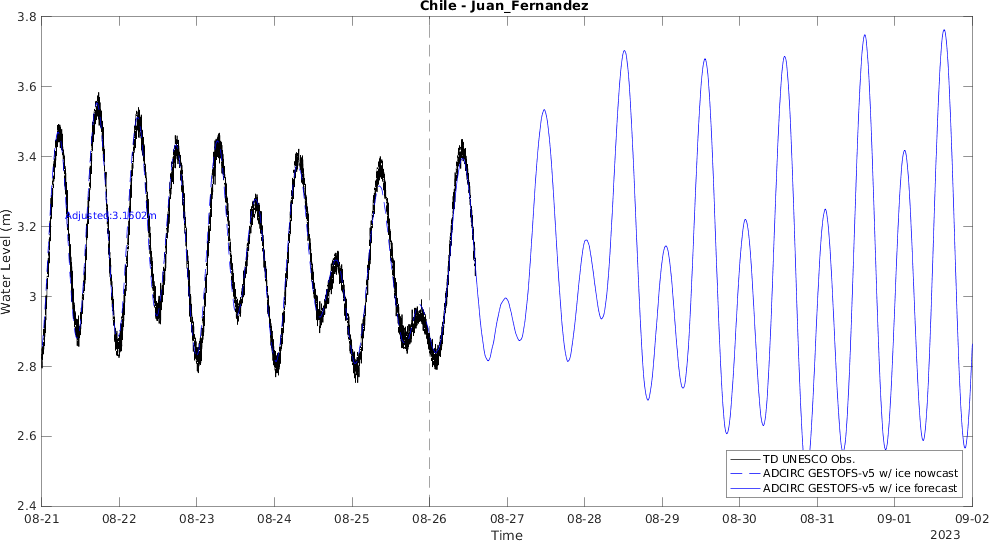 Chile - Juan_Fernandez
3.8
3.6
3.4
3.2
3
2.8
2.6
2.4
Water Level (m)
Adjusted:3.1602m
TD UNESCO Obs.
ADCIRC GESTOFS-v5 w/ ice nowcast
ADCIRC GESTOFS-v5 w/ ice forecast
08-21 08-22 08-23 08-24 08-25 08-26 08-27 08-28 08-29 08-30 08-31 09-01 09-02
Time
2023